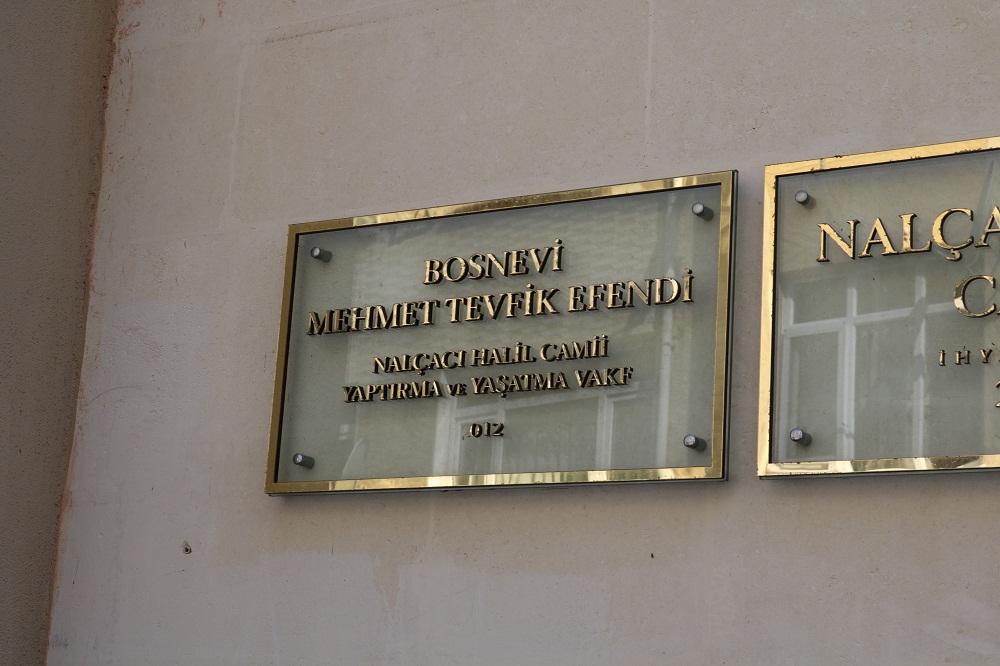 BOSNEVİ
MEHMET TEVFİK EFENDİ
NALÇACI HALİL CAMİİ
YAPTIRMA VE YAŞATMA VAKF
012
NALÇA
C
İHY